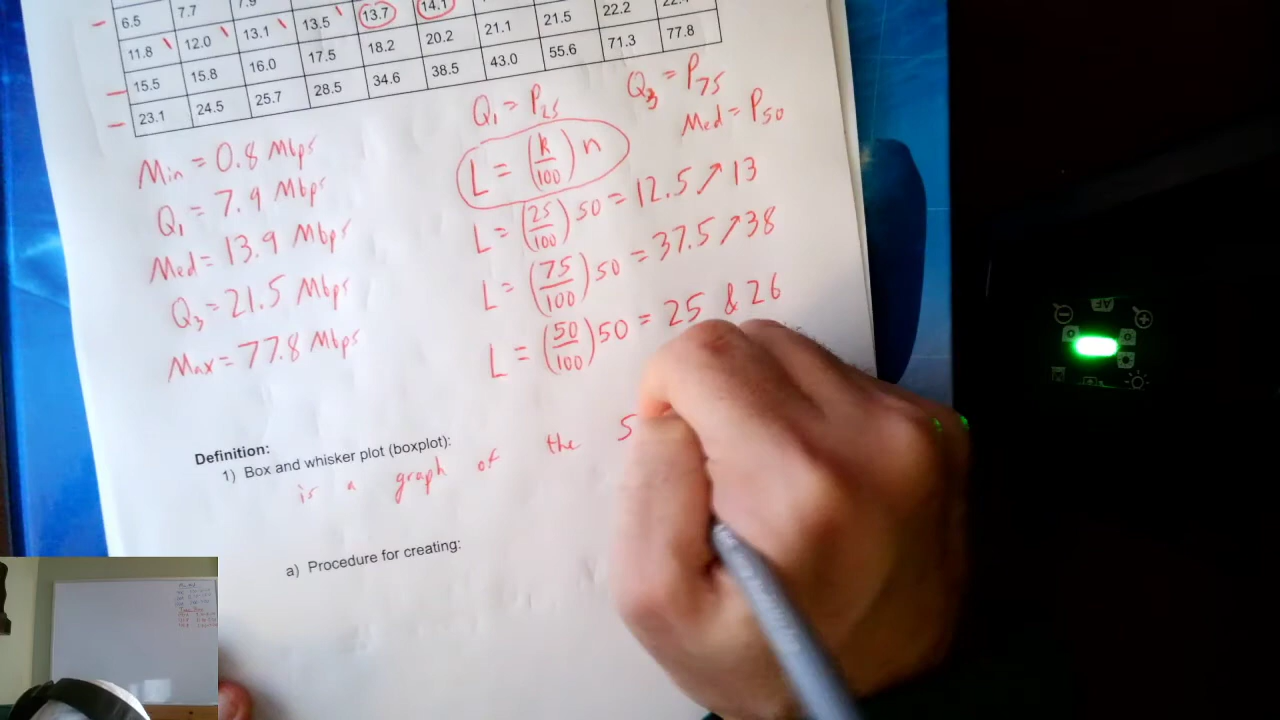 6.5 7.7 7.9
11.8 12.0 13.1 13.5 13.7 14.1 21.1 21.5 22.2
15.5 15.8 16.0 17.5 18.2 20.2 43.0 55.6 71.3 77.8
23.1 24.5 25.7 28.5 34.6 38.5
Q₁ = P₂₅ Q₃ = P₇₅
Med = P₅₀
L = (k/100) n
Min = 0.8 Mbps
Q₁ = 7.9 Mbps
Med = 13.9 Mbps
Q₃ = 21.5 Mbps
Max = 77.8 Mbps
L = (25/100) 50 = 12.5 ↗ 13
L = (75/100) 50 = 37.5 ↗ 38
L = (50/100) 50 = 25 & 26
Definition:
1) Box and whisker plot (boxplot):
is a graph of the 5
a) Procedure for creating:
AF